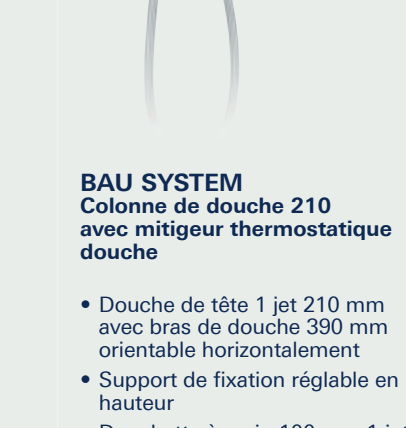 BAU SYSTEM
Colonne de douche 210
avec mitigeur thermostatique
douche
• Douche de tête 1 jet 210 mm
avec bras de douche 390 mm
orientable horizontalement
• Support de fixation réglable en
hauteur